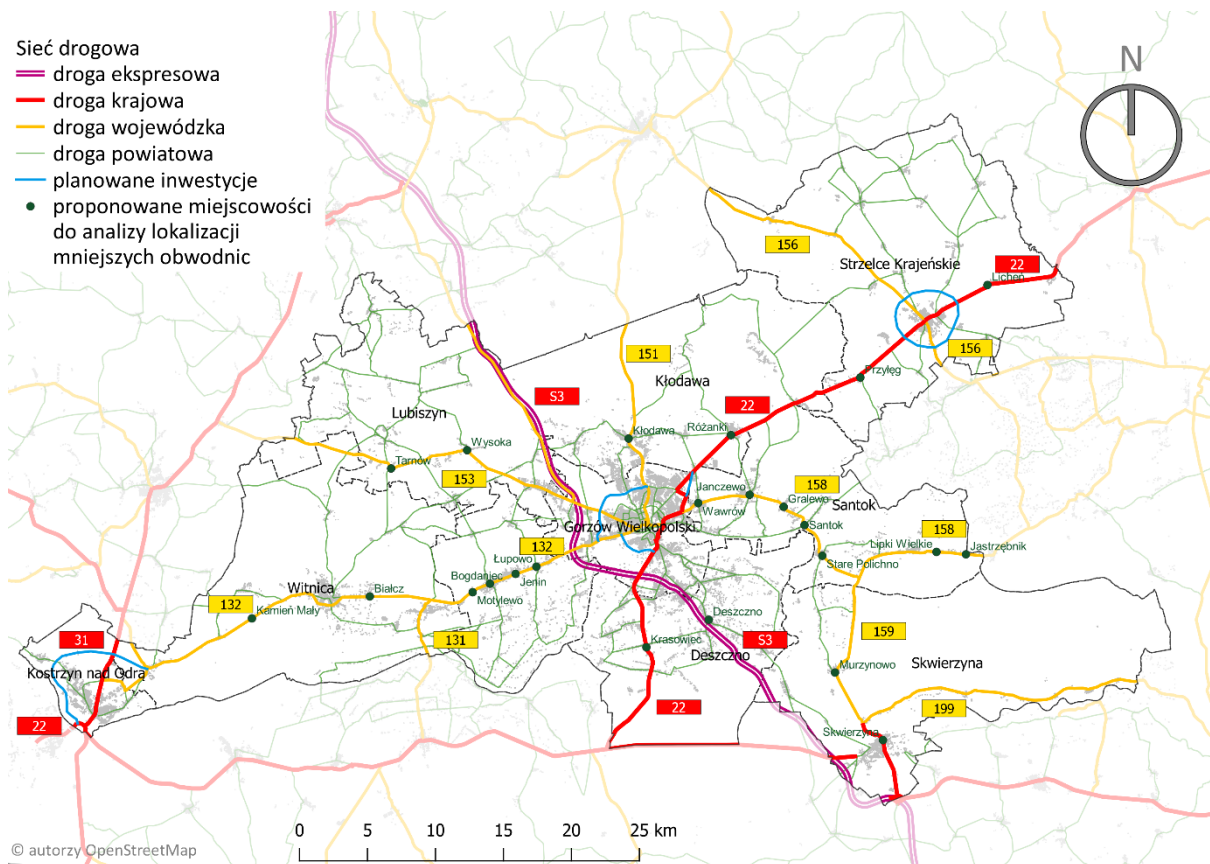 Sieć drogowa
droga ekspresowa
droga krajowa
droga wojewódzka
droga powiatowa
planowane inwestycje
proponowane miejscowości
do analizy lokalizacji
mniejszych obwodnic
N
156
Strzelce Krajeńskie
22
Licheń
156
151
Kłodawa
Przyłęg
S3
22
Lubiszyn
Różanki
Kłodawa
Wysoka
Tarnów
153
Janczewo
158
Gralewo
Santok
Wawrów
Santok
Gorzów Wielkopolski
158
Lipki Wielkie
Jastrzębnik
132
Łupowo
Stare Polichno
Bogdaniec
Jenin
Witnica
Białcz
Motylewo
132
Kamień Mały
Deszczno
31
131
Krasowiec
S3
159
Deszczno
Skwierzyna
Kostrzyn nad Odrą
Murzynowo
22
22
199
Skwierzyna
0 5 10 15 20 25 km
© autorzy OpenStreetMap